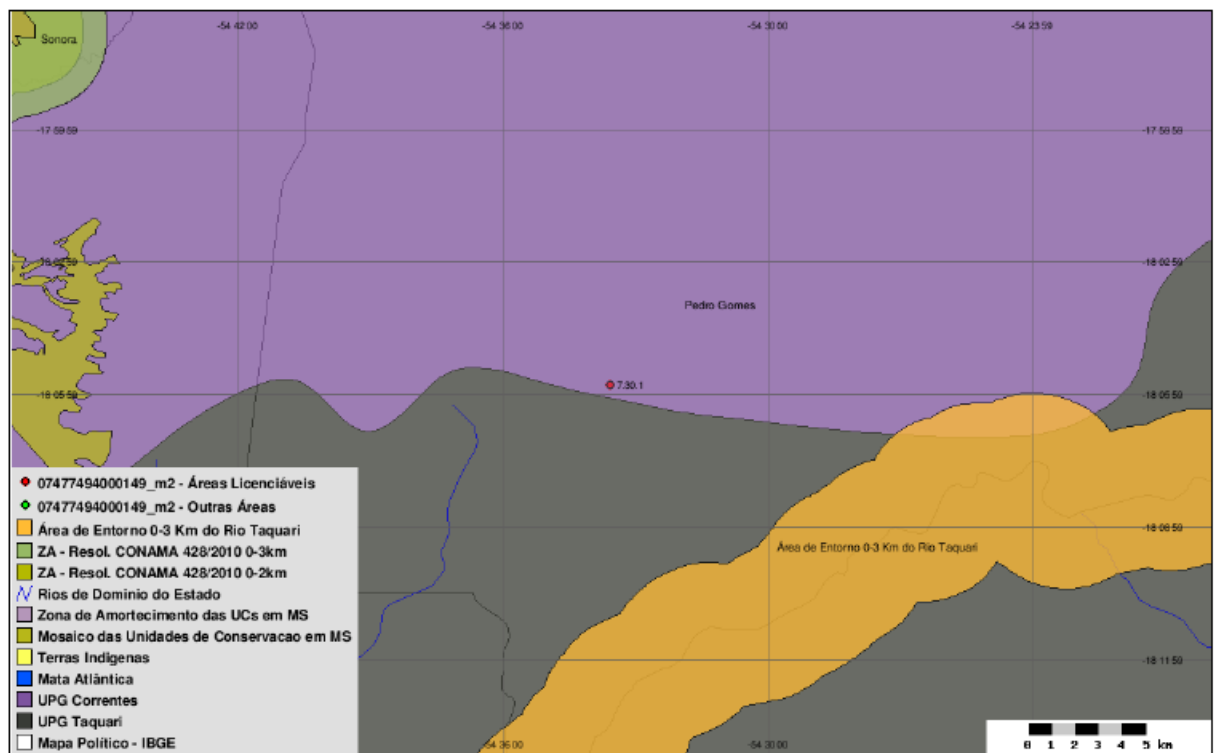 -54 42 00
-54 36 00
-54 30 00
-54 23 59
Sonora
-17 59 59
-17 59 59
-18 02 59
-18 02 59
Pedro Gomes
7.30.1
-18 05 59
-18 05 59
07477494000149_m2 - Áreas Licenciáveis
07477494000149_m2 - Outras Áreas
Área de Entorno 0-3 Km do Rio Taquari
ZA - Resol. CONAMA 428/2010 0-3km
ZA - Resol. CONAMA 428/2010 0-2km
Rios de Dominio do Estado
Zona de Amortecimento das UCs em MS
Mosaico das Unidades de Conservacao em MS
Terras Indigenas
Mata Atlântica
UPG Correntes
UPG Taquari
Mapa Político - IBGE
-18 08 59
Área de Entorno 0-3 Km do Rio Taquari
-18 11 59
-54 36 00
-54 30 00
0 1 2 3 4 5 km